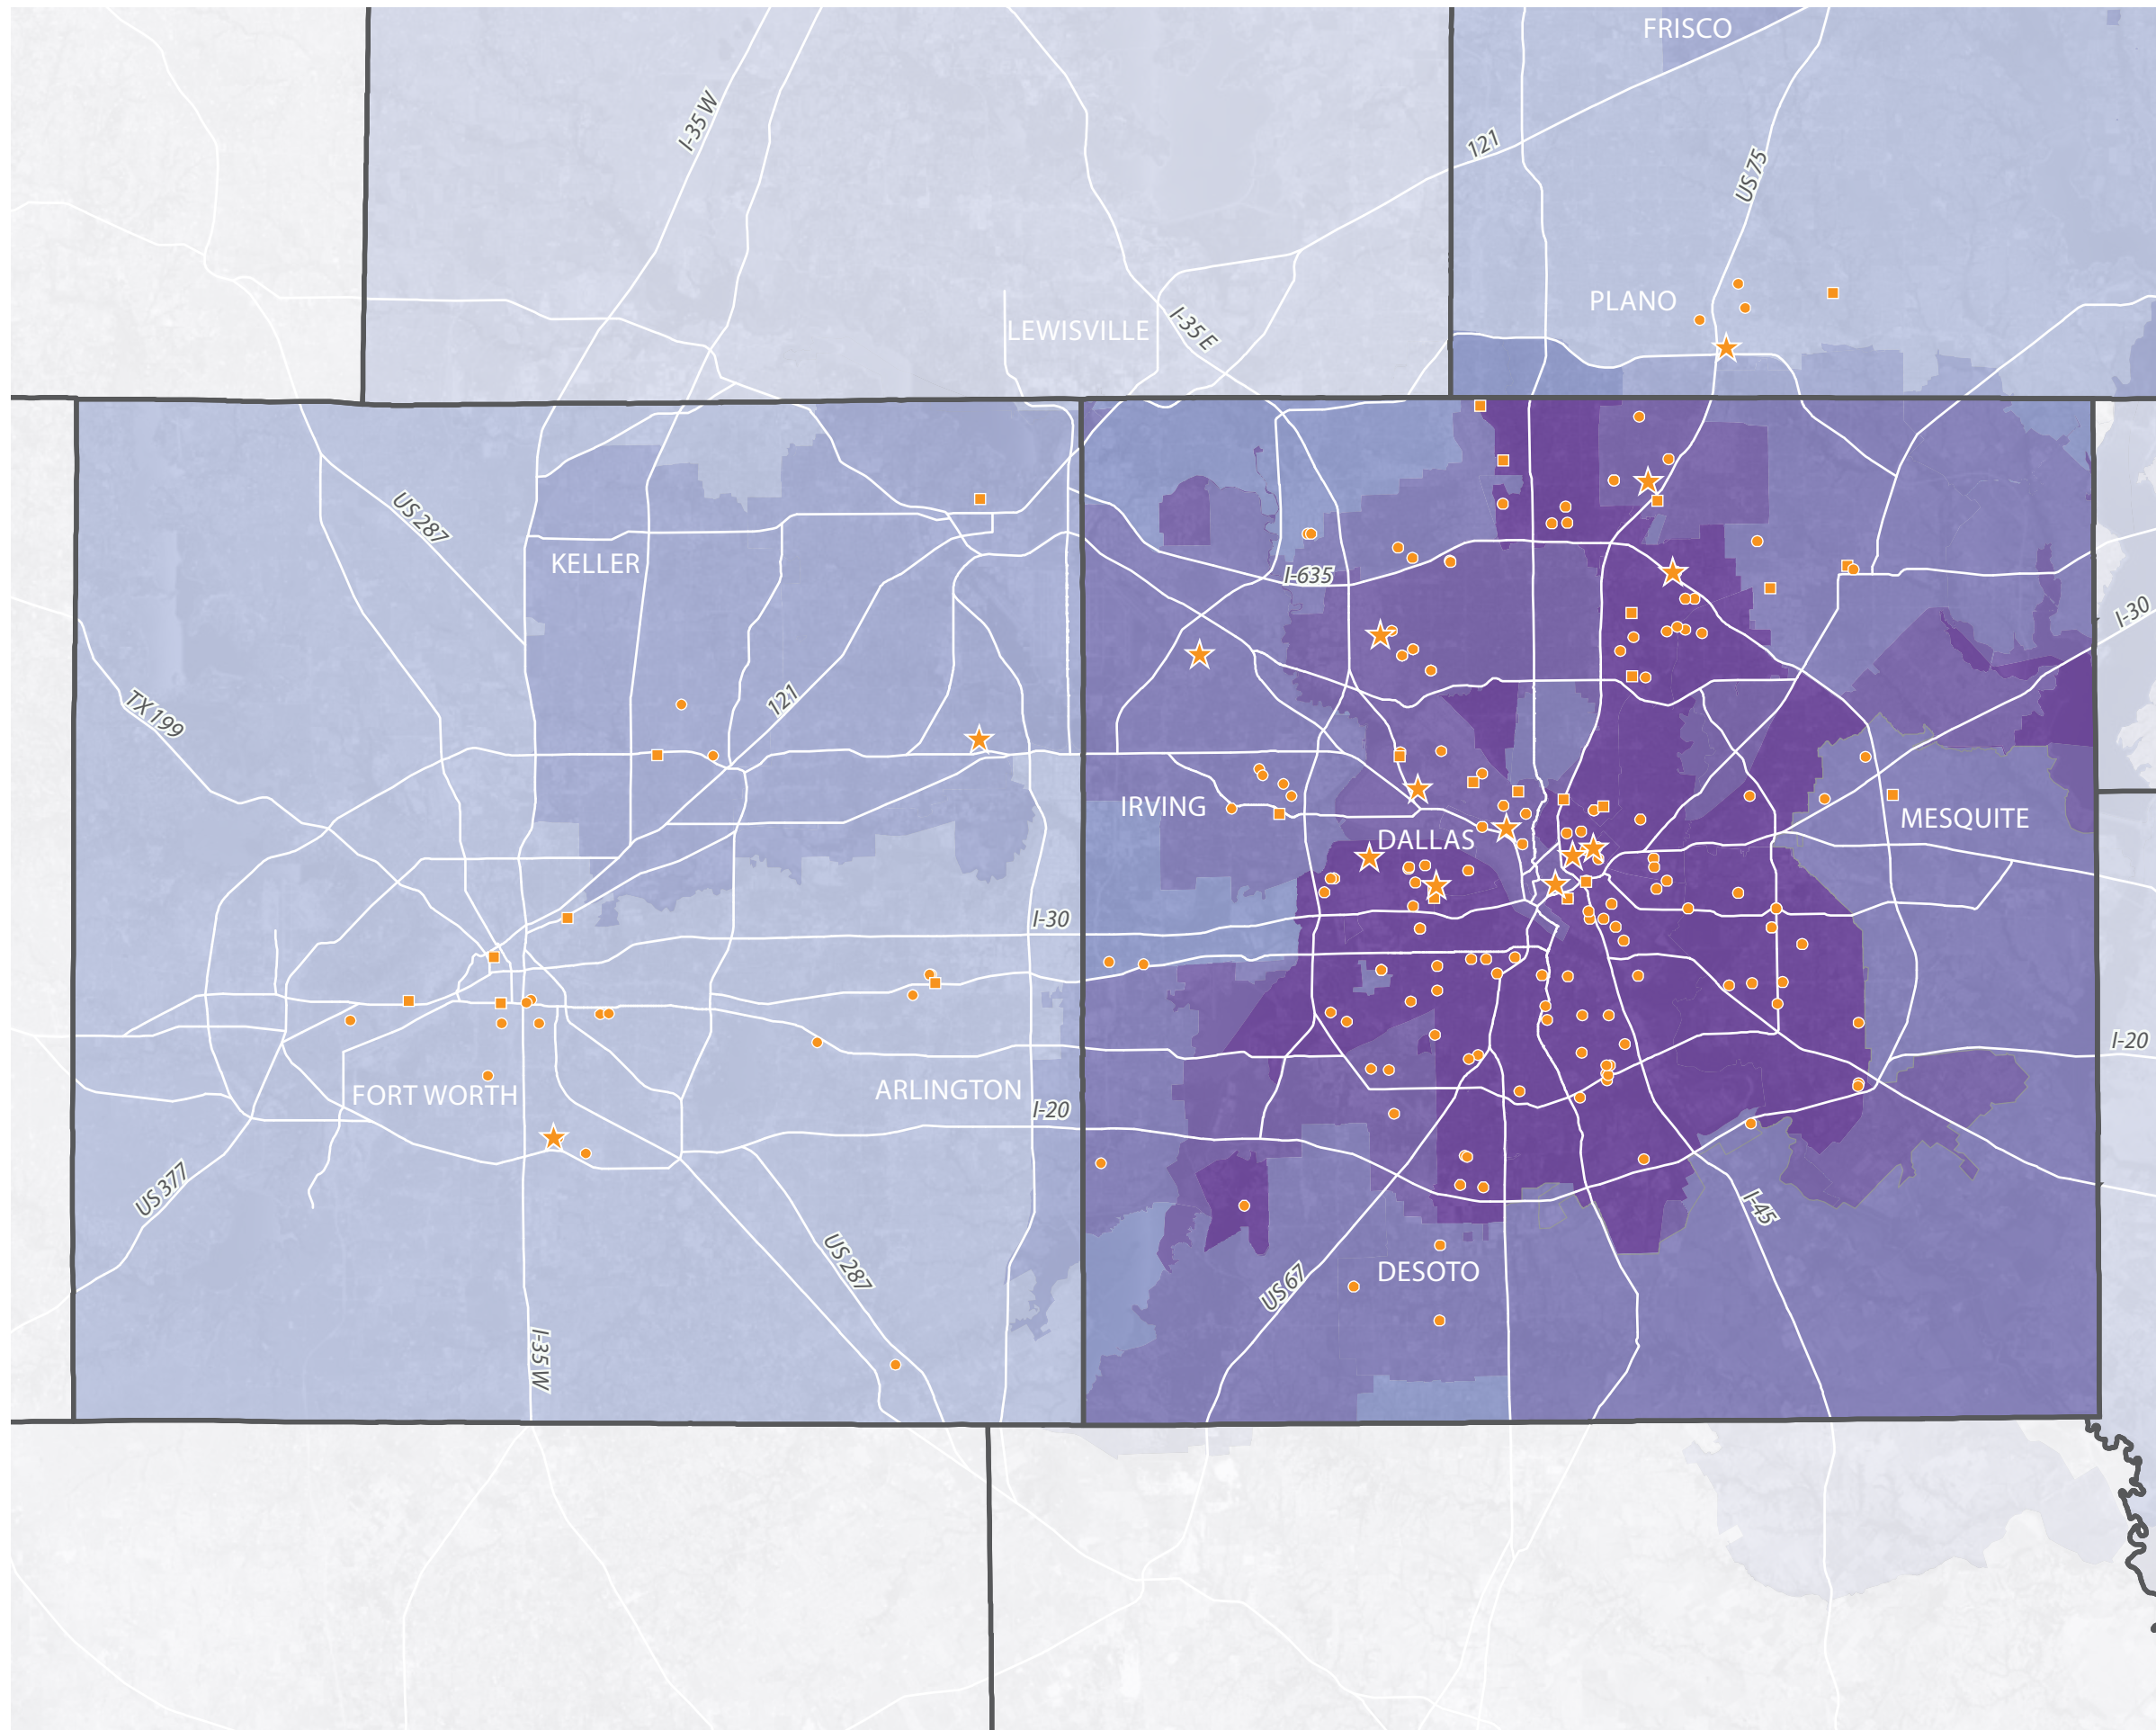 FRISCO
I-35 W
121
US 75
PLANO
LEWISVILLE
I-35 E
US 287
KELLER
I-635
I-30
TX 199
121
IRVING
MESQUITE
DALLAS
I-30
I-20
FORT WORTH
ARLINGTON
I-20
US 377
I-45
US 287
DESOTO
US 67
I-35 W